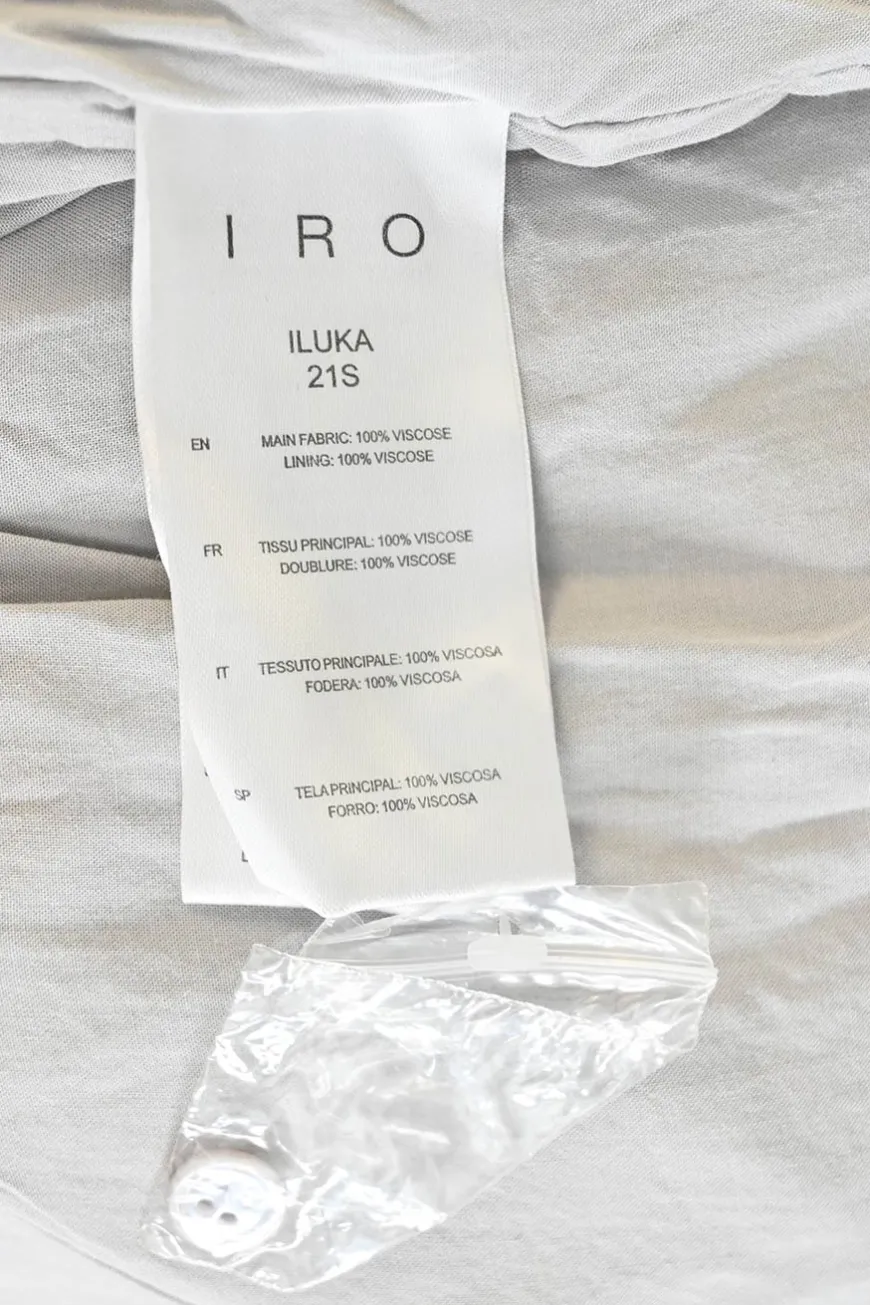 IRO
ILUKA
21S
EN MAIN FABRIC: 100% VISCOSE
LINING: 100% VISCOSE
FR TISSU PRINCIPAL: 100% VISCOSE
DOUBLURE: 100% VISCOSE
IT TESSUTO PRINCIPALE: 100% VISCOSA
FODERA: 100% VISCOSA
SP TELA PRINCIPAL: 100% VISCOSA
FORRO: 100% VISCOSA